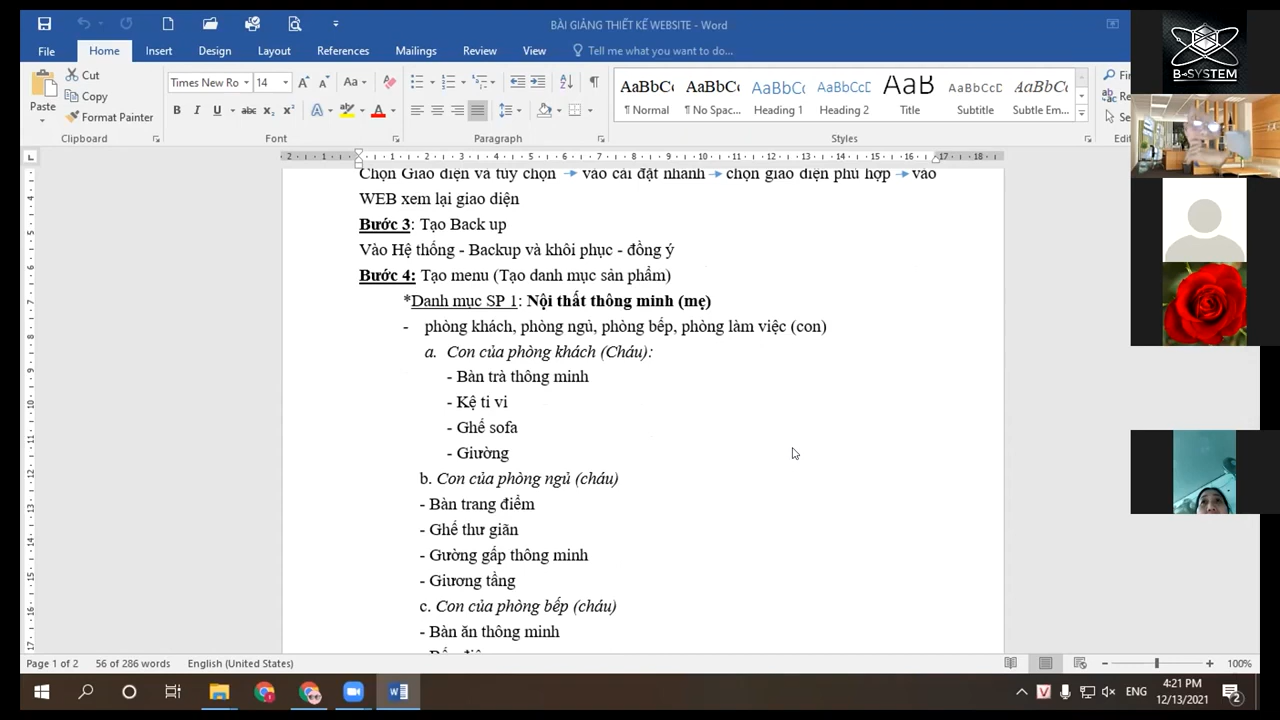 BÀI GIẢNG THIẾT KẾ WEBSITE - Word
File Home Insert Design Layout References Mailings Review View Tell me what you want to do...
Paste
Cut
Copy
Format Painter
Clipboard
Times New Ro 14
Font
Paragraph
AaBbCc AaBbCc AaBbCc AaBbCc AaB AaBbCcD AaBbCc
¶ Normal ¶ No Spac... Heading 1 Heading 2 Title Subtitle Subtle Em...
Styles
B-SYSTEM
Chọn Giao diện và tùy chọn → vào cài đặt nhanh → chọn giao diện phù hợp → vào
WEB xem lại giao diện
Bước 3: Tạo Back up
Vào Hệ thống - Backup và khôi phục - đồng ý
Bước 4: Tạo menu (Tạo danh mục sản phẩm)
*Danh mục SP 1: Nội thất thông minh (mẹ)
- phòng khách, phòng ngủ, phòng bếp, phòng làm việc (con)
a. Con của phòng khách (Cháu):
- Bàn trà thông minh
- Kệ ti vi
- Ghế sofa
- Giường
b. Con của phòng ngủ (cháu)
- Bàn trang điểm
- Ghế thư giãn
- Gường gấp thông minh
- Giương tầng
c. Con của phòng bếp (cháu)
- Bàn ăn thông minh
Page 1 of 2 56 of 286 words English (United States) 100%
ENG 4:21 PM
12/13/2021